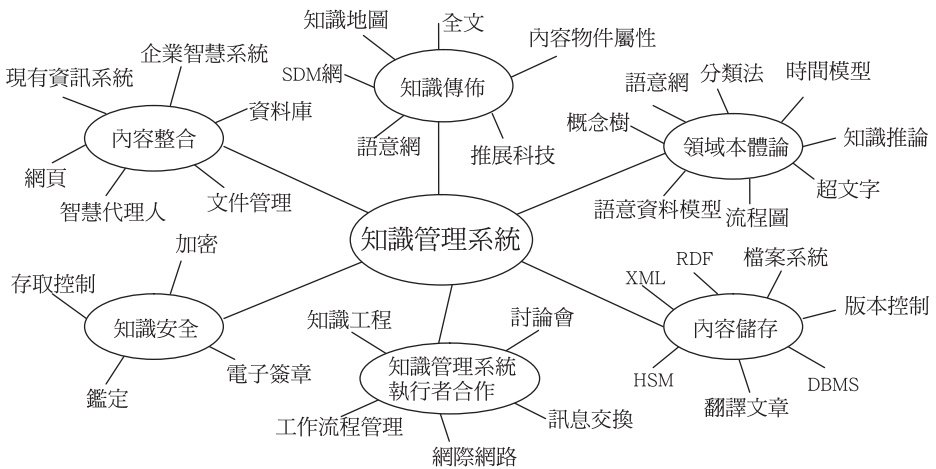 知識地圖
全文
內容物件屬性
SDM網
知識傳佈
語意網
推展科技
企業智慧系統
現有資訊系統
資料庫
內容整合
網頁
智慧代理人
文件管理
語意網
分類法
時間模型
概念樹
領域本體論
知識推論
超文字
語意資料模型
流程圖
知識管理系統
加密
存取控制
知識安全
電子簽章
鑑定
知識工程
討論會
知識管理系統
執行者合作
工作流程管理
訊息交換
網際網路
XML
RDF
檔案系統
版本控制
內容儲存
HSM
翻譯文章
DBMS